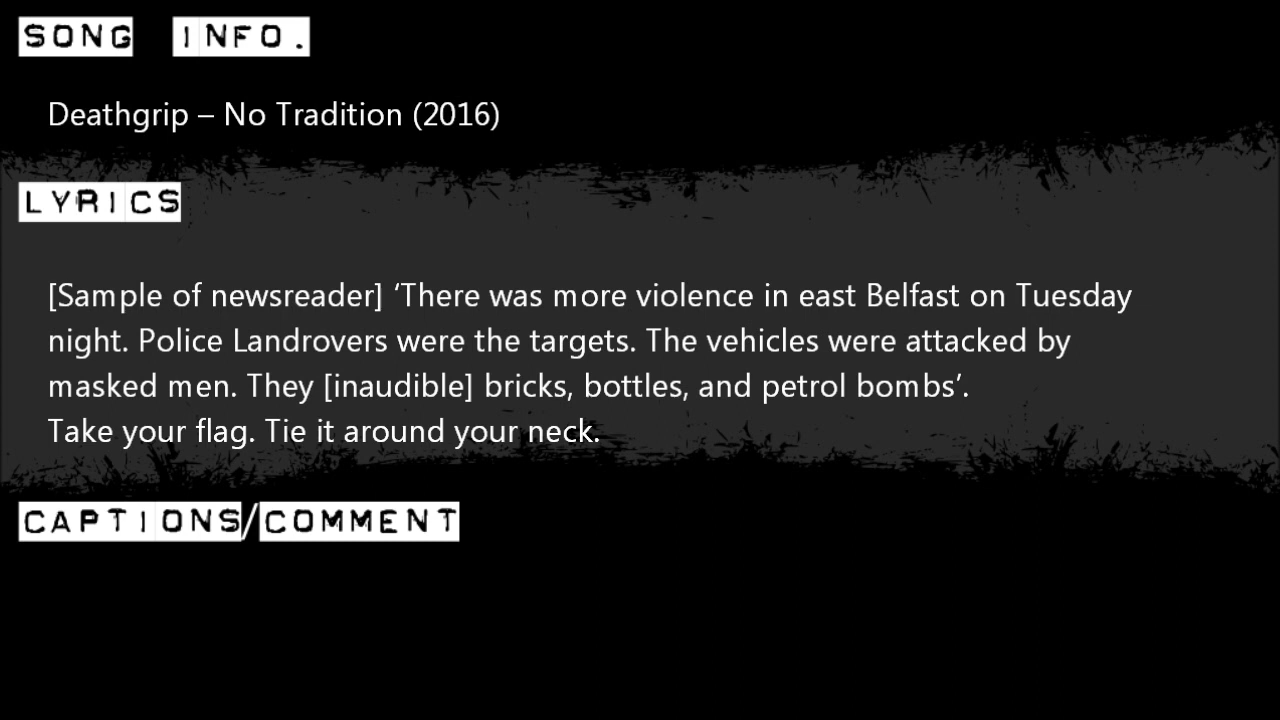 SONG INFO.
Deathgrip – No Tradition (2016)
LYRICS
[Sample of newsreader] ‘There was more violence in east Belfast on Tuesday
night. Police Landrovers were the targets. The vehicles were attacked by
masked men. They [inaudible] bricks, bottles, and petrol bombs’.
Take your flag. Tie it around your neck.
CAPTIONS/COMMENT